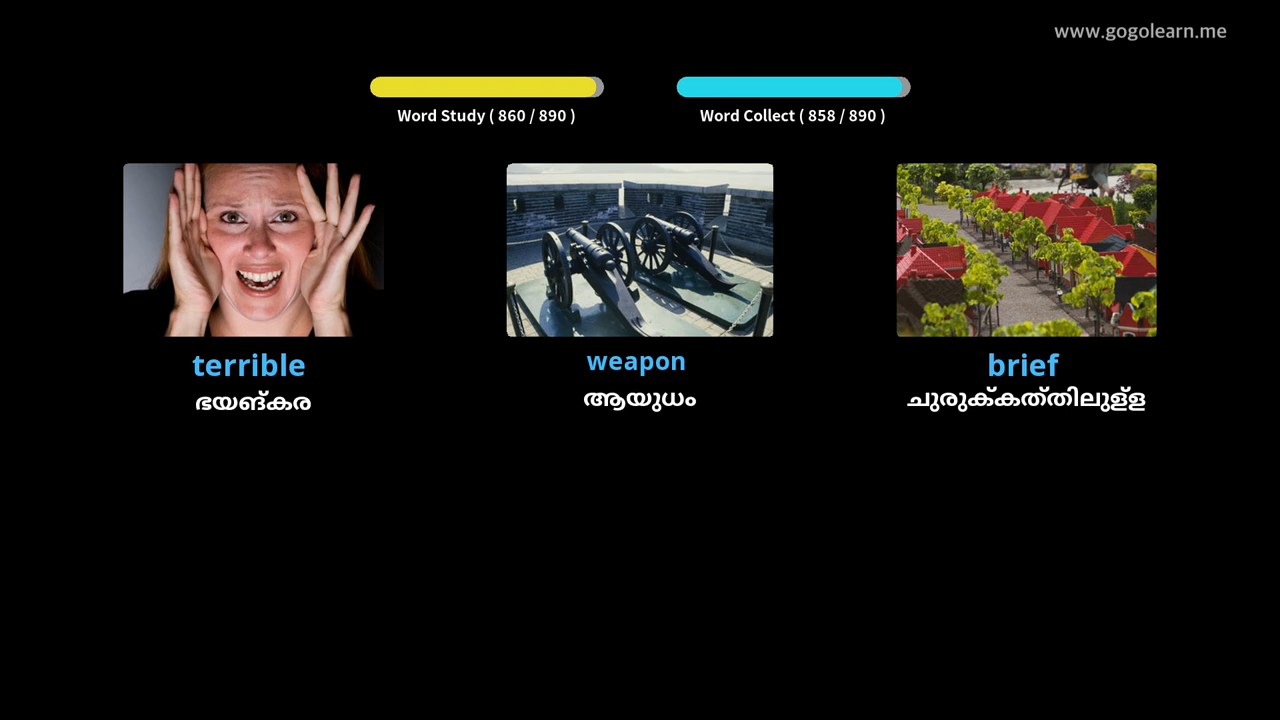 www.gogolearn.me
Word Study ( 860 / 890 )
Word Collect ( 858 / 890 )
terrible
weapon
brief
ഭയങ്കര
ആയുധം
ചുരുക്കത്തിലുള്ള